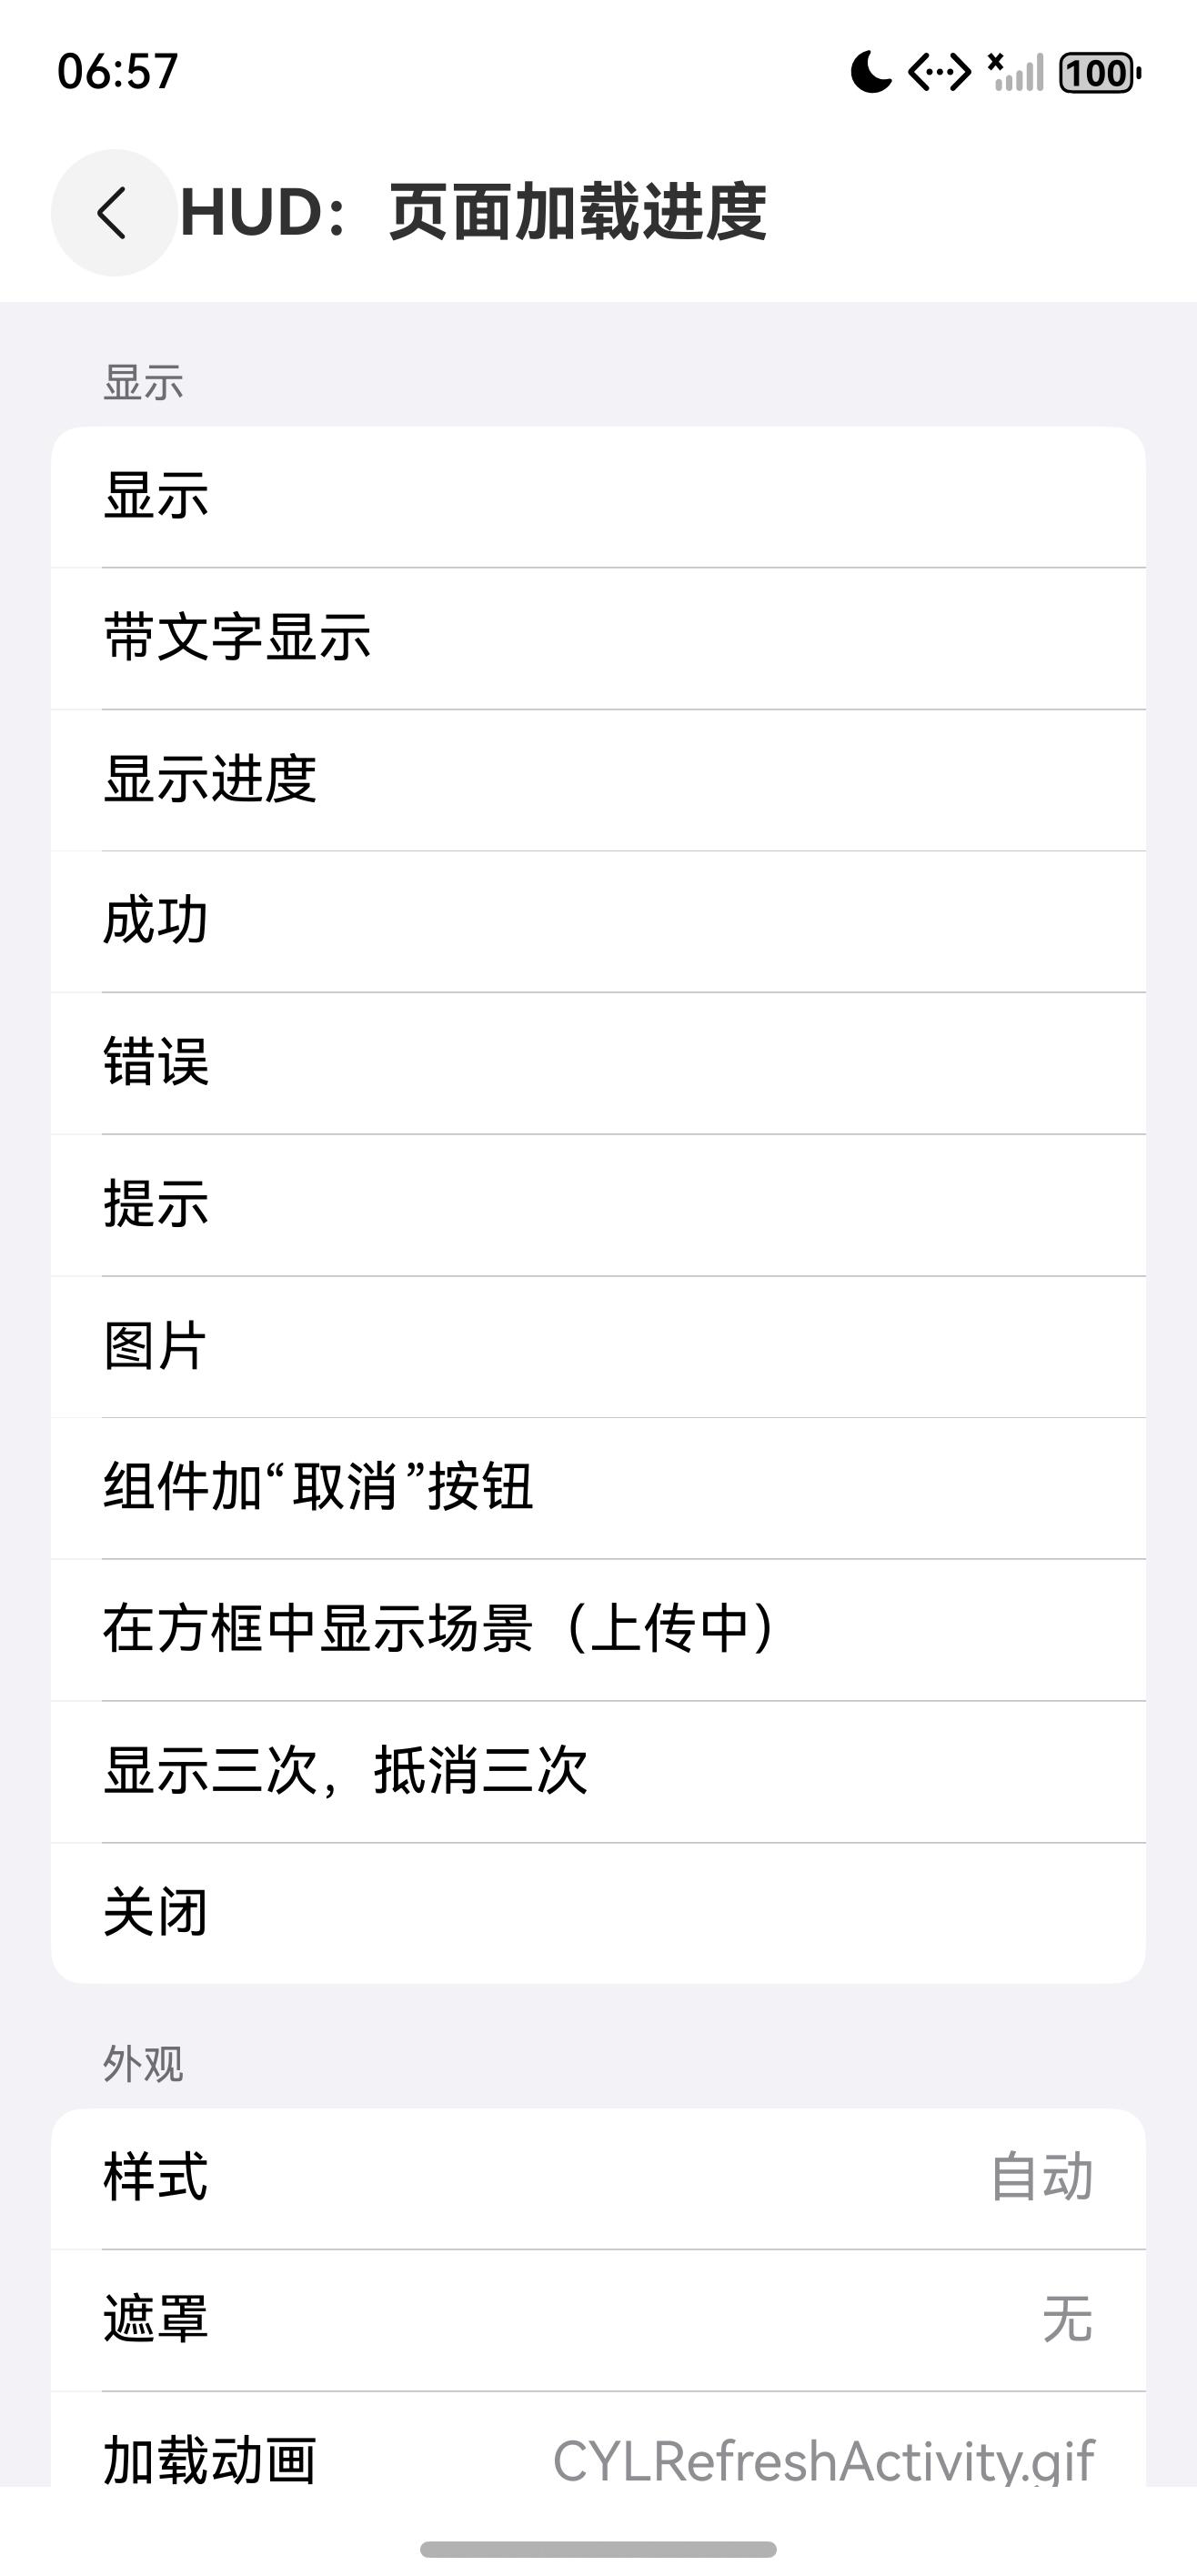 06:57
100
HUD：页面加载进度
显示
显示
带文字显示
显示进度
成功
错误
提示
图片
组件加“取消”按钮
在方框中显示场景（上传中）
显示三次，抵消三次
关闭
外观
样式 自动
遮罩 无
加载动画 CYLRefreshActivity.gif